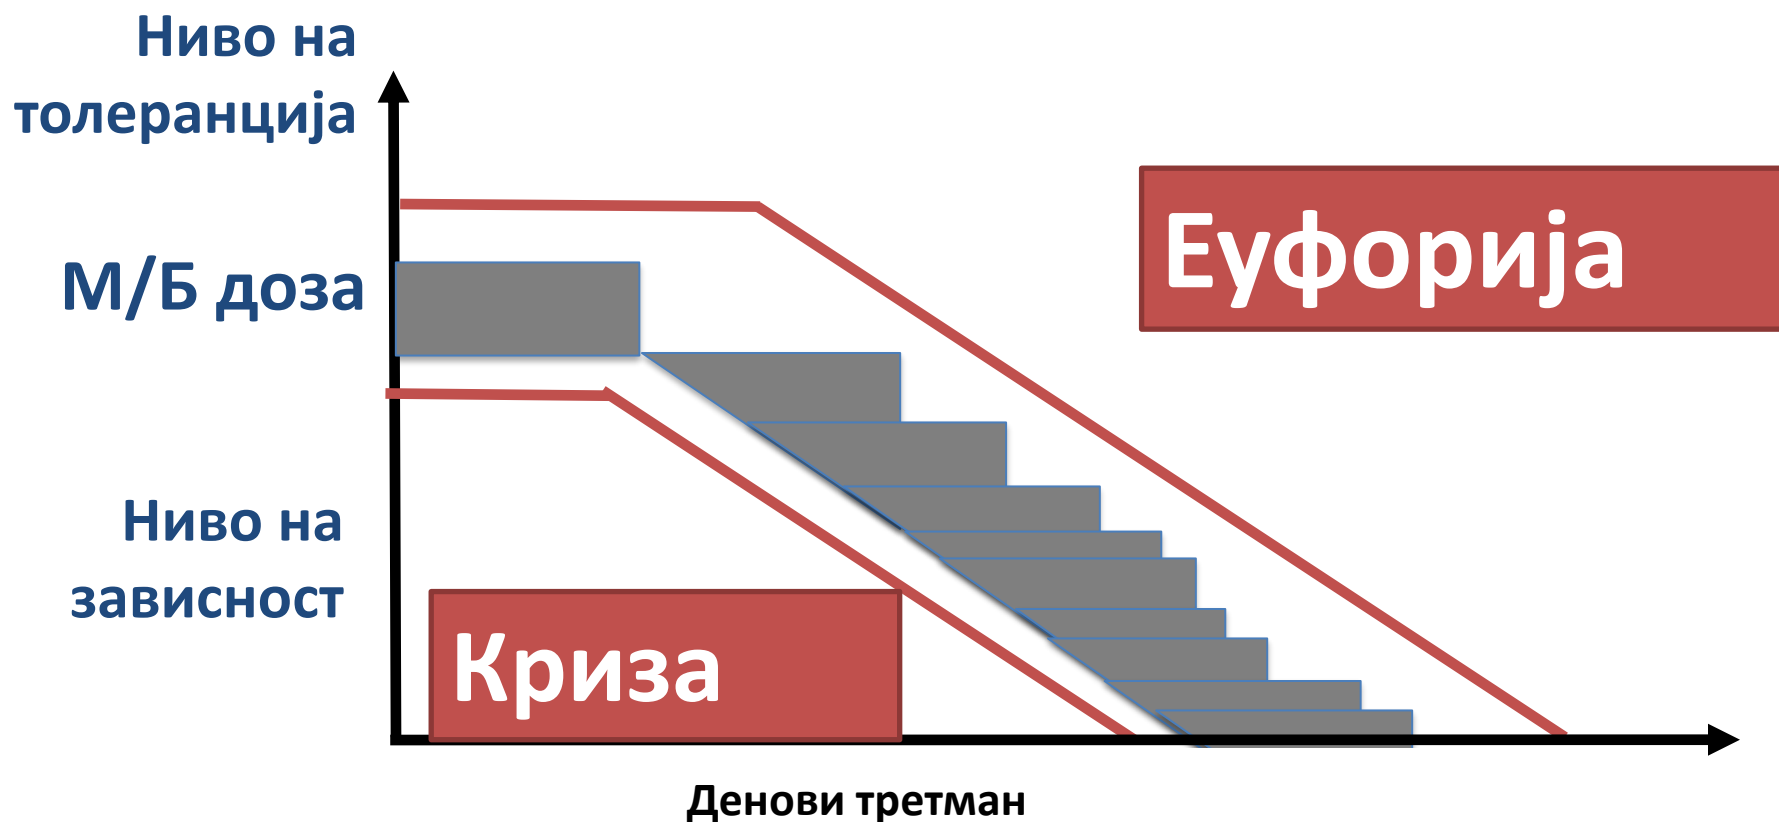 Ниво на
толеранција
Еуфорија
М/Б доза
Ниво на
зависност
Криза
Денови третман